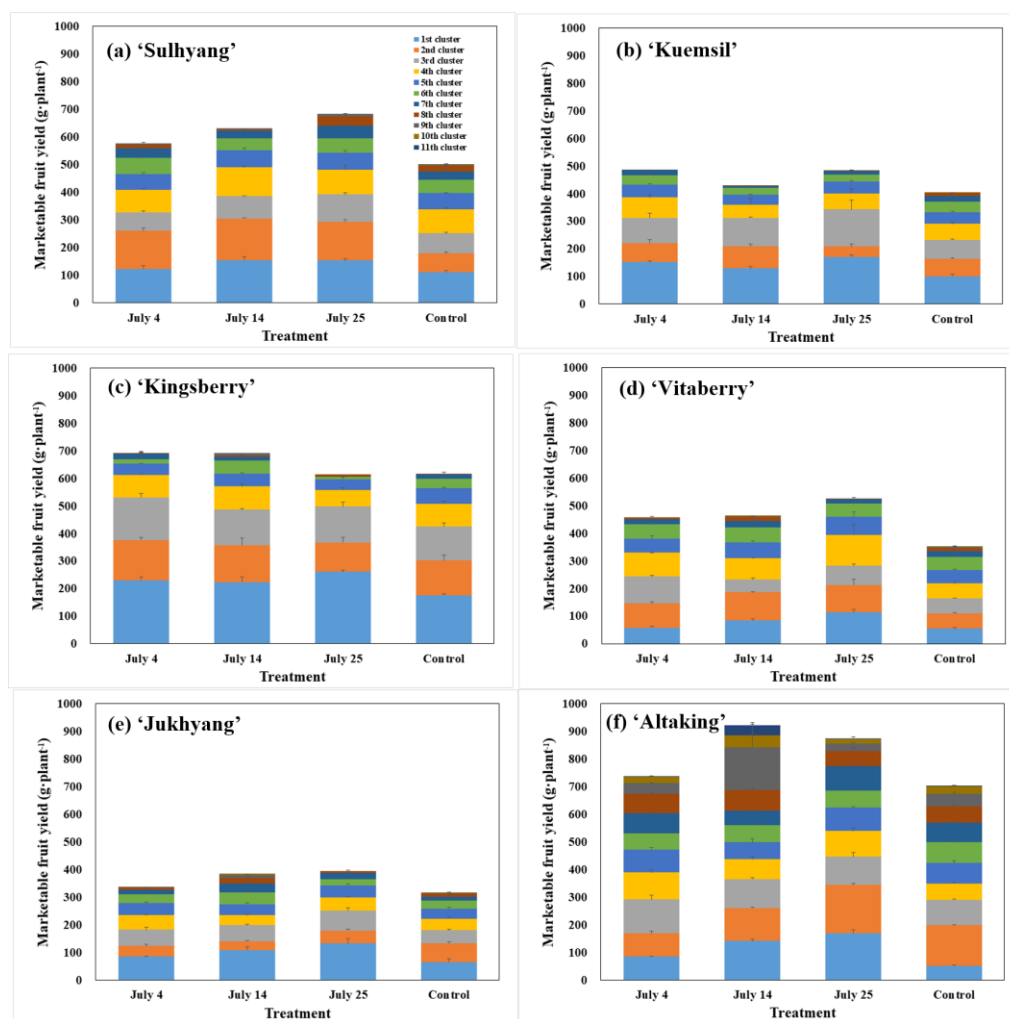 (a) ‘Sulhyang’
Marketable fruit yield (g·plant⁻¹)
1000
900
800
700
600
500
400
300
200
100
0
1st cluster
2nd cluster
3rd cluster
4th cluster
5th cluster
6th cluster
7th cluster
8th cluster
9th cluster
10th cluster
11th cluster
July 4 July 14 July 25 Control
Treatment
(b) ‘Kuemsil’
Marketable fruit yield (g·plant⁻¹)
1000
900
800
700
600
500
400
300
200
100
0
July 4 July 14 July 25 Control
Treatment
(c) ‘Kingsberry’
Marketable fruit yield (g·plant⁻¹)
1000
900
800
700
600
500
400
300
200
100
0
July 4 July 14 July 25 Control
Treatment
(d) ‘Vitaberry’
Marketable fruit yield (g·plant⁻¹)
1000
900
800
700
600
500
400
300
200
100
0
July 4 July 14 July 25 Control
Treatment
(e) ‘Jukhyang’
Marketable fruit yield (g·plant⁻¹)
1000
900
800
700
600
500
400
300
200
100
0
July 4 July 14 July 25 Control
Treatment
(f) ‘Altaking’
Marketable fruit yield (g·plant⁻¹)
1000
900
800
700
600
500
400
300
200
100
0
July 4 July 14 July 25 Control
Treatment